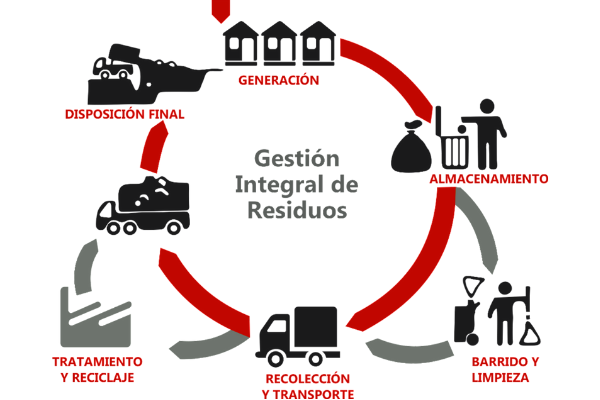 GENERACIÓN
DISPOSICIÓN FINAL
Gestión
Integral de
Residuos
ALMACENAMIENTO
TRATAMIENTO
Y RECICLAJE
RECOLECCIÓN
Y TRANSPORTE
BARRIDO Y
LIMPIEZA